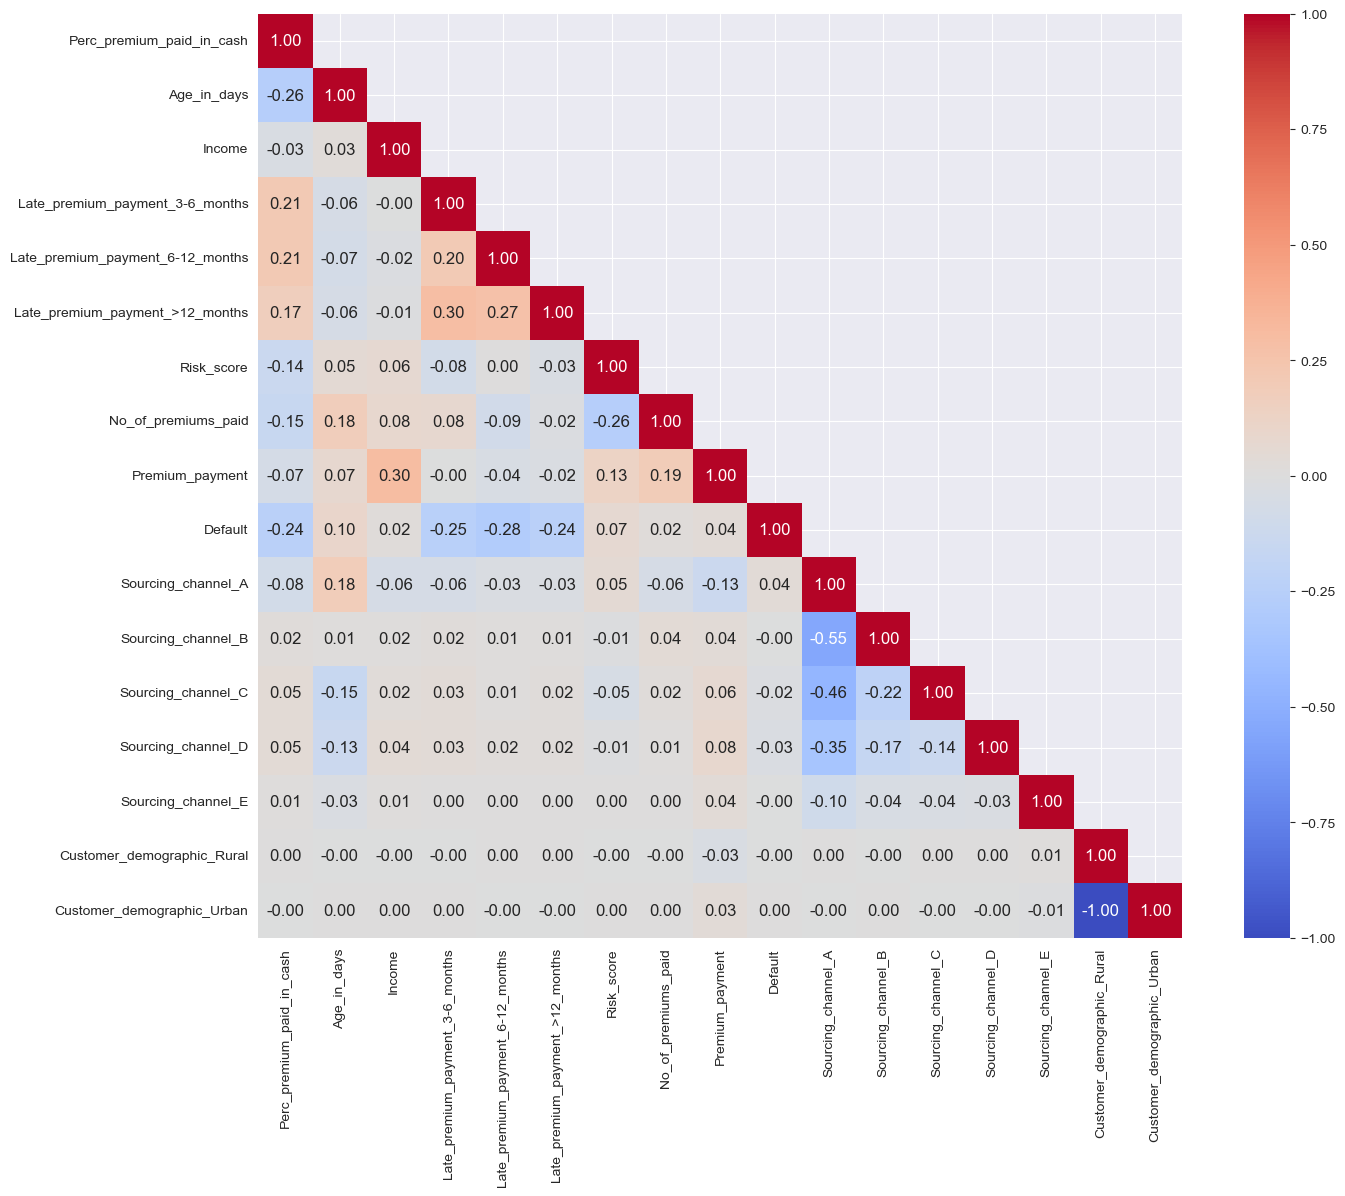 Perc_premium_paid_in_cash 1.00
Age_in_days -0.26 1.00
Income -0.03 0.03 1.00
Late_premium_payment_3-6_months 0.21 -0.06 -0.00 1.00
Late_premium_payment_6-12_months 0.21 -0.07 -0.02 0.20 1.00
Late_premium_payment_>12_months 0.17 -0.06 -0.01 0.30 0.27 1.00
Risk_score -0.14 0.05 0.06 -0.08 0.00 -0.03 1.00
No_of_premiums_paid -0.15 0.18 0.08 0.08 -0.09 -0.02 -0.26 1.00
Premium_payment -0.07 0.07 0.30 -0.00 -0.04 -0.02 0.13 0.19 1.00
Default -0.24 0.10 0.02 -0.25 -0.28 -0.24 0.07 0.02 0.04 1.00
Sourcing_channel_A -0.08 0.18 -0.06 -0.06 -0.03 -0.03 0.05 -0.06 -0.13 0.04 1.00
Sourcing_channel_B 0.02 0.01 0.02 0.02 0.01 0.01 -0.01 0.04 0.04 -0.00 -0.55 1.00
Sourcing_channel_C 0.05 -0.15 0.02 0.03 0.01 0.02 -0.05 0.02 0.06 -0.02 -0.46 -0.22 1.00
Sourcing_channel_D 0.05 -0.13 0.04 0.03 0.02 0.02 -0.01 0.01 0.08 -0.03 -0.35 -0.17 -0.14 1.00
Sourcing_channel_E 0.01 -0.03 0.01 0.00 0.00 0.00 0.00 0.00 0.04 -0.00 -0.10 -0.04 -0.04 -0.03 1.00
Customer_demographic_Rural 0.00 -0.00 -0.00 -0.00 0.00 0.00 -0.00 -0.00 -0.03 -0.00 0.00 -0.00 0.00 0.00 0.01 1.00
Customer_demographic_Urban -0.00 0.00 0.00 0.00 -0.00 -0.00 0.00 0.00 0.03 0.00 -0.00 0.00 -0.00 -0.00 -0.01 -1.00 1.00
Perc_premium_paid_in_cash
Age_in_days
Income
Late_premium_payment_3-6_months
Late_premium_payment_6-12_months
Late_premium_payment_>12_months
Risk_score
No_of_premiums_paid
Premium_payment
Default
Sourcing_channel_A
Sourcing_channel_B
Sourcing_channel_C
Sourcing_channel_D
Sourcing_channel_E
Customer_demographic_Rural
Customer_demographic_Urban
1.00
0.75
0.50
0.25
0.00
−0.25
−0.50
−0.75
−1.00